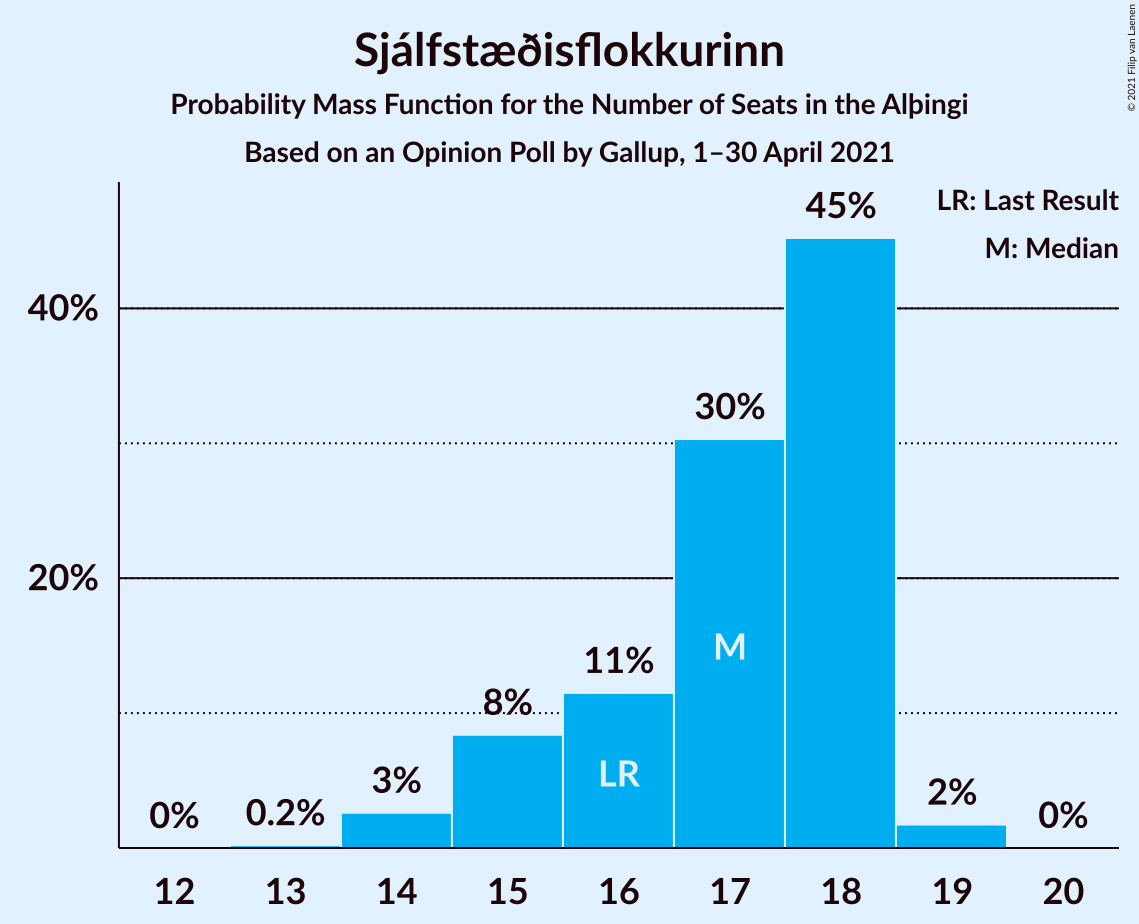 Sjálfstæðisflokkurinn
Probability Mass Function for the Number of Seats in the Alþingi
Based on an Opinion Poll by Gallup, 1–30 April 2021
© 2021 Filip van Laenen
LR: Last Result
M: Median
40%
20%
0%
0.2%
3%
8%
11%
30%
45%
2%
0%
LR
M
12 13 14 15 16 17 18 19 20